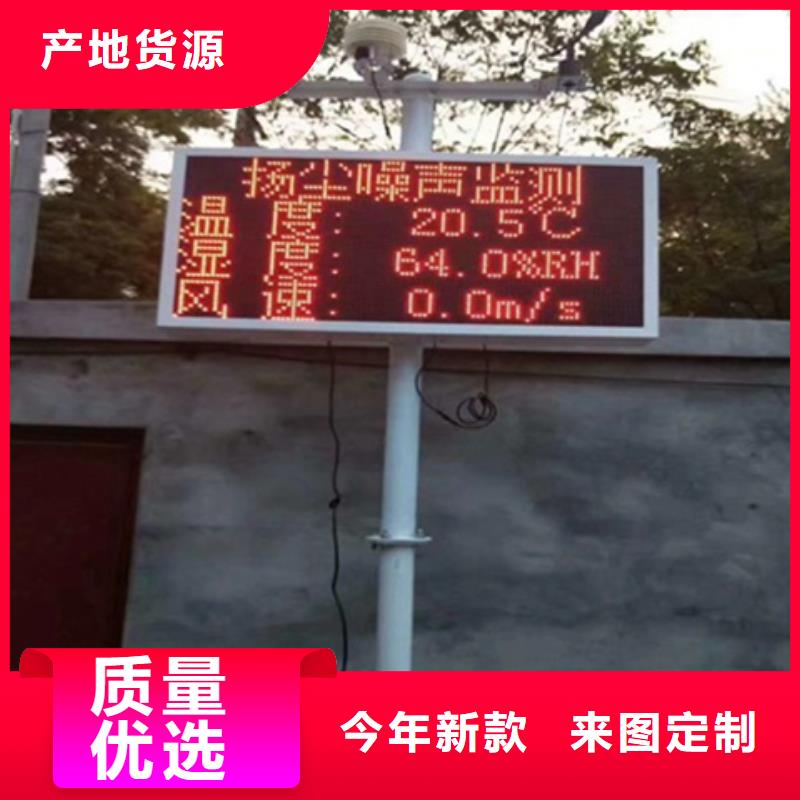 产地货源
扬尘噪声监测
温 度: 20.5℃
湿 度: 64.0%RH
风 速: 0.0m/s
质量
优选
今年新款 来图定制